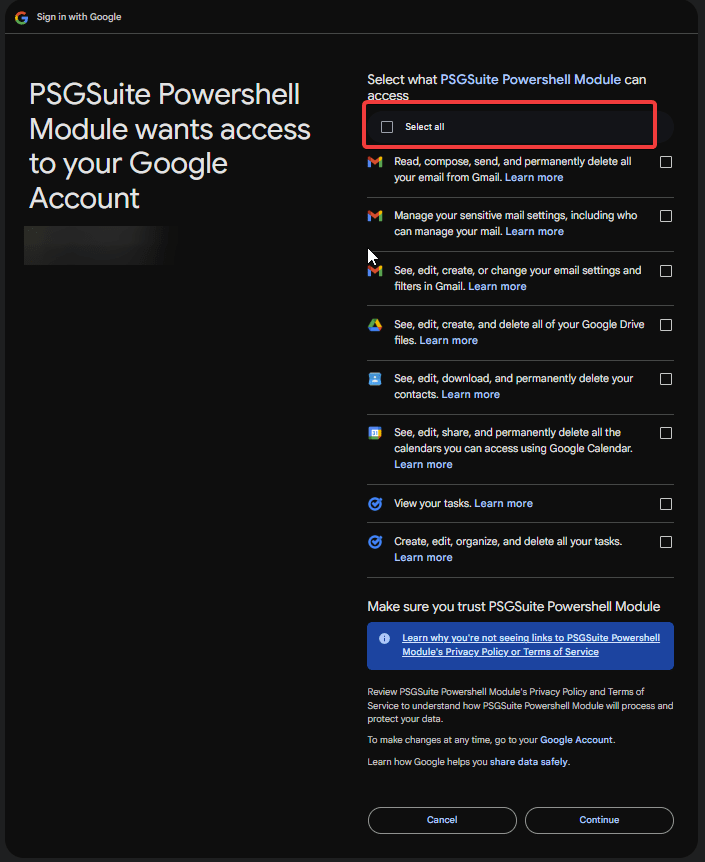 Sign in with Google
PSGSuite Powershell
Module wants access
to your Google
Account
Select what PSGSuite Powershell Module can
access
Select all
Read, compose, send, and permanently delete all
your email from Gmail. Learn more
Manage your sensitive mail settings, including who
can manage your mail. Learn more
See, edit, create, or change your email settings and
filters in Gmail. Learn more
See, edit, create, and delete all of your Google Drive
files. Learn more
See, edit, download, and permanently delete your
contacts. Learn more
See, edit, share, and permanently delete all the
calendars you can access using Google Calendar.
Learn more
View your tasks. Learn more
Create, edit, organize, and delete all your tasks.
Learn more
Make sure you trust PSGSuite Powershell Module
Learn why you're not seeing links to PSGSuite Powershell
Module's Privacy Policy or Terms of Service
Review PSGSuite Powershell Module's Privacy Policy and Terms of
Service to understand how PSGSuite Powershell Module will process and
protect your data.
To make changes at any time, go to your Google Account.
Learn how Google helps you share data safely.
Cancel
Continue